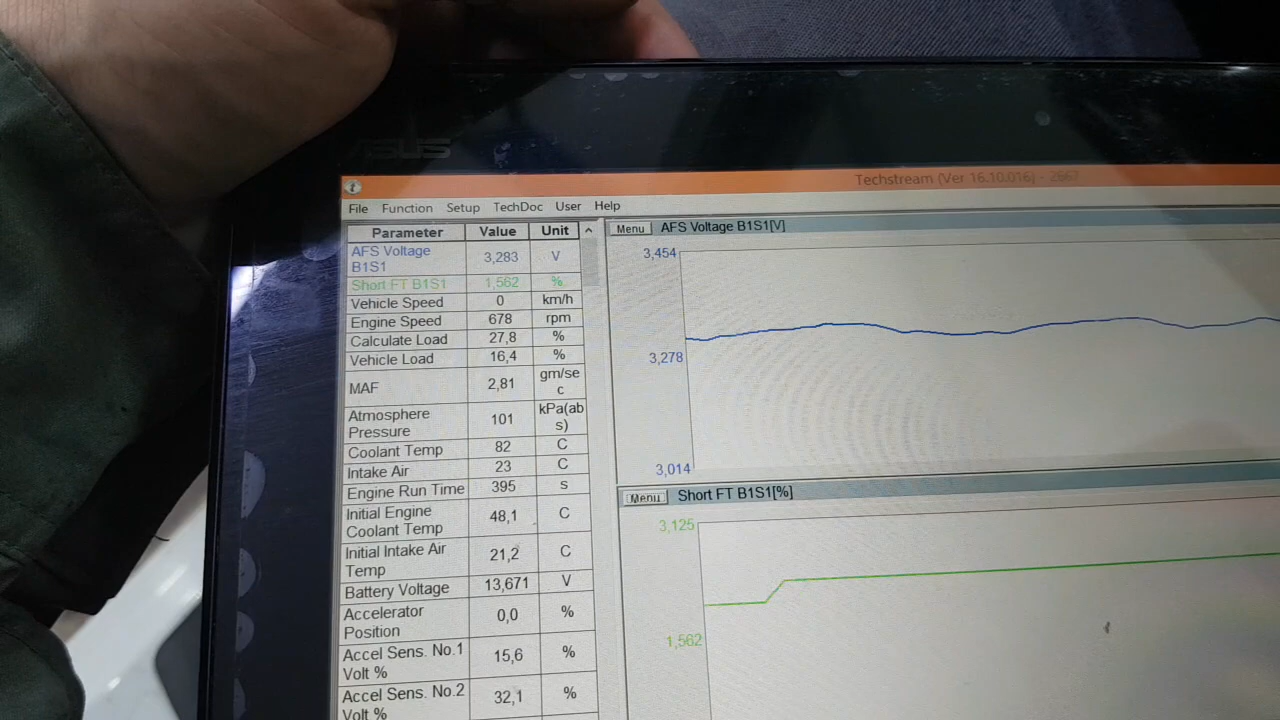 ASUS
Techstream (Ver 16.10.016) - 2667
File Function Setup TechDoc User Help
Parameter Value Unit
AFS Voltage
B1S1 3,283 V
Short FT B1S1 1,562 %
Vehicle Speed 0 km/h
Engine Speed 678 rpm
Calculate Load 27,8 %
Vehicle Load 16,4 %
MAF 2,81 gm/se
c
Atmosphere
Pressure 101 kPa(ab
s)
Coolant Temp 82 C
Intake Air 23 C
Engine Run Time 395 s
Initial Engine
Coolant Temp 48,1 C
Initial Intake Air
Temp 21,2 C
Battery Voltage 13,671 V
Accelerator
Position 0,0 %
Accel Sens. No.1
Volt % 15,6 %
Accel Sens. No.2
Volt % 32,1 %
Menu AFS Voltage B1S1[V]
3,454
3,278
3,014
Menu Short FT B1S1[%]
3,125
1,562